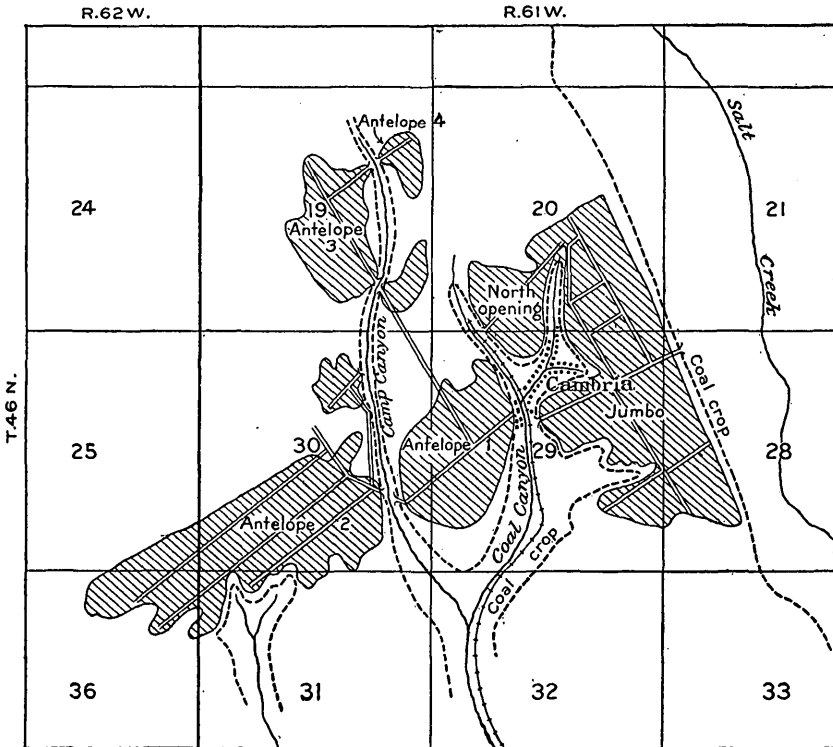 R.62W.
R.61W.
T.46 N.
Salt
Creek
Antelope 4
24
19
Antelope
3
20
21
North
opening
Camp Canyon
Cambria
Jumbo
Coal crop
25
30
Antelope 1
29
28
Antelope 2
Coal Canyon
Coal crop
36
31
32
33